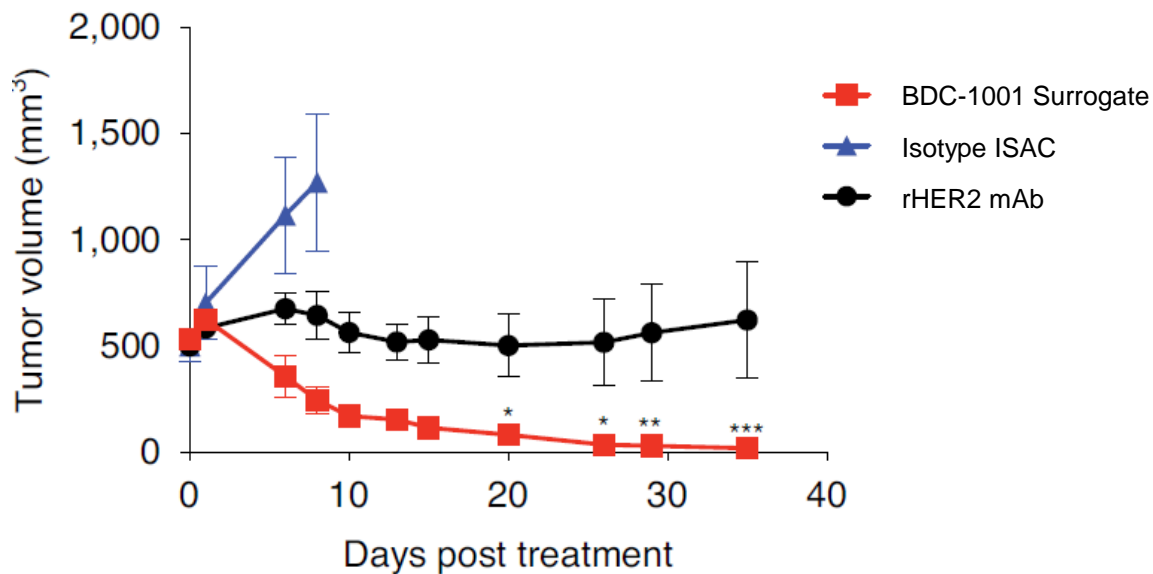 2,000
1,500
1,000
500
0
Tumor volume (mm³)
BDC-1001 Surrogate
Isotype ISAC
rHER2 mAb
* * ** ***
0 10 20 30 40
Days post treatment